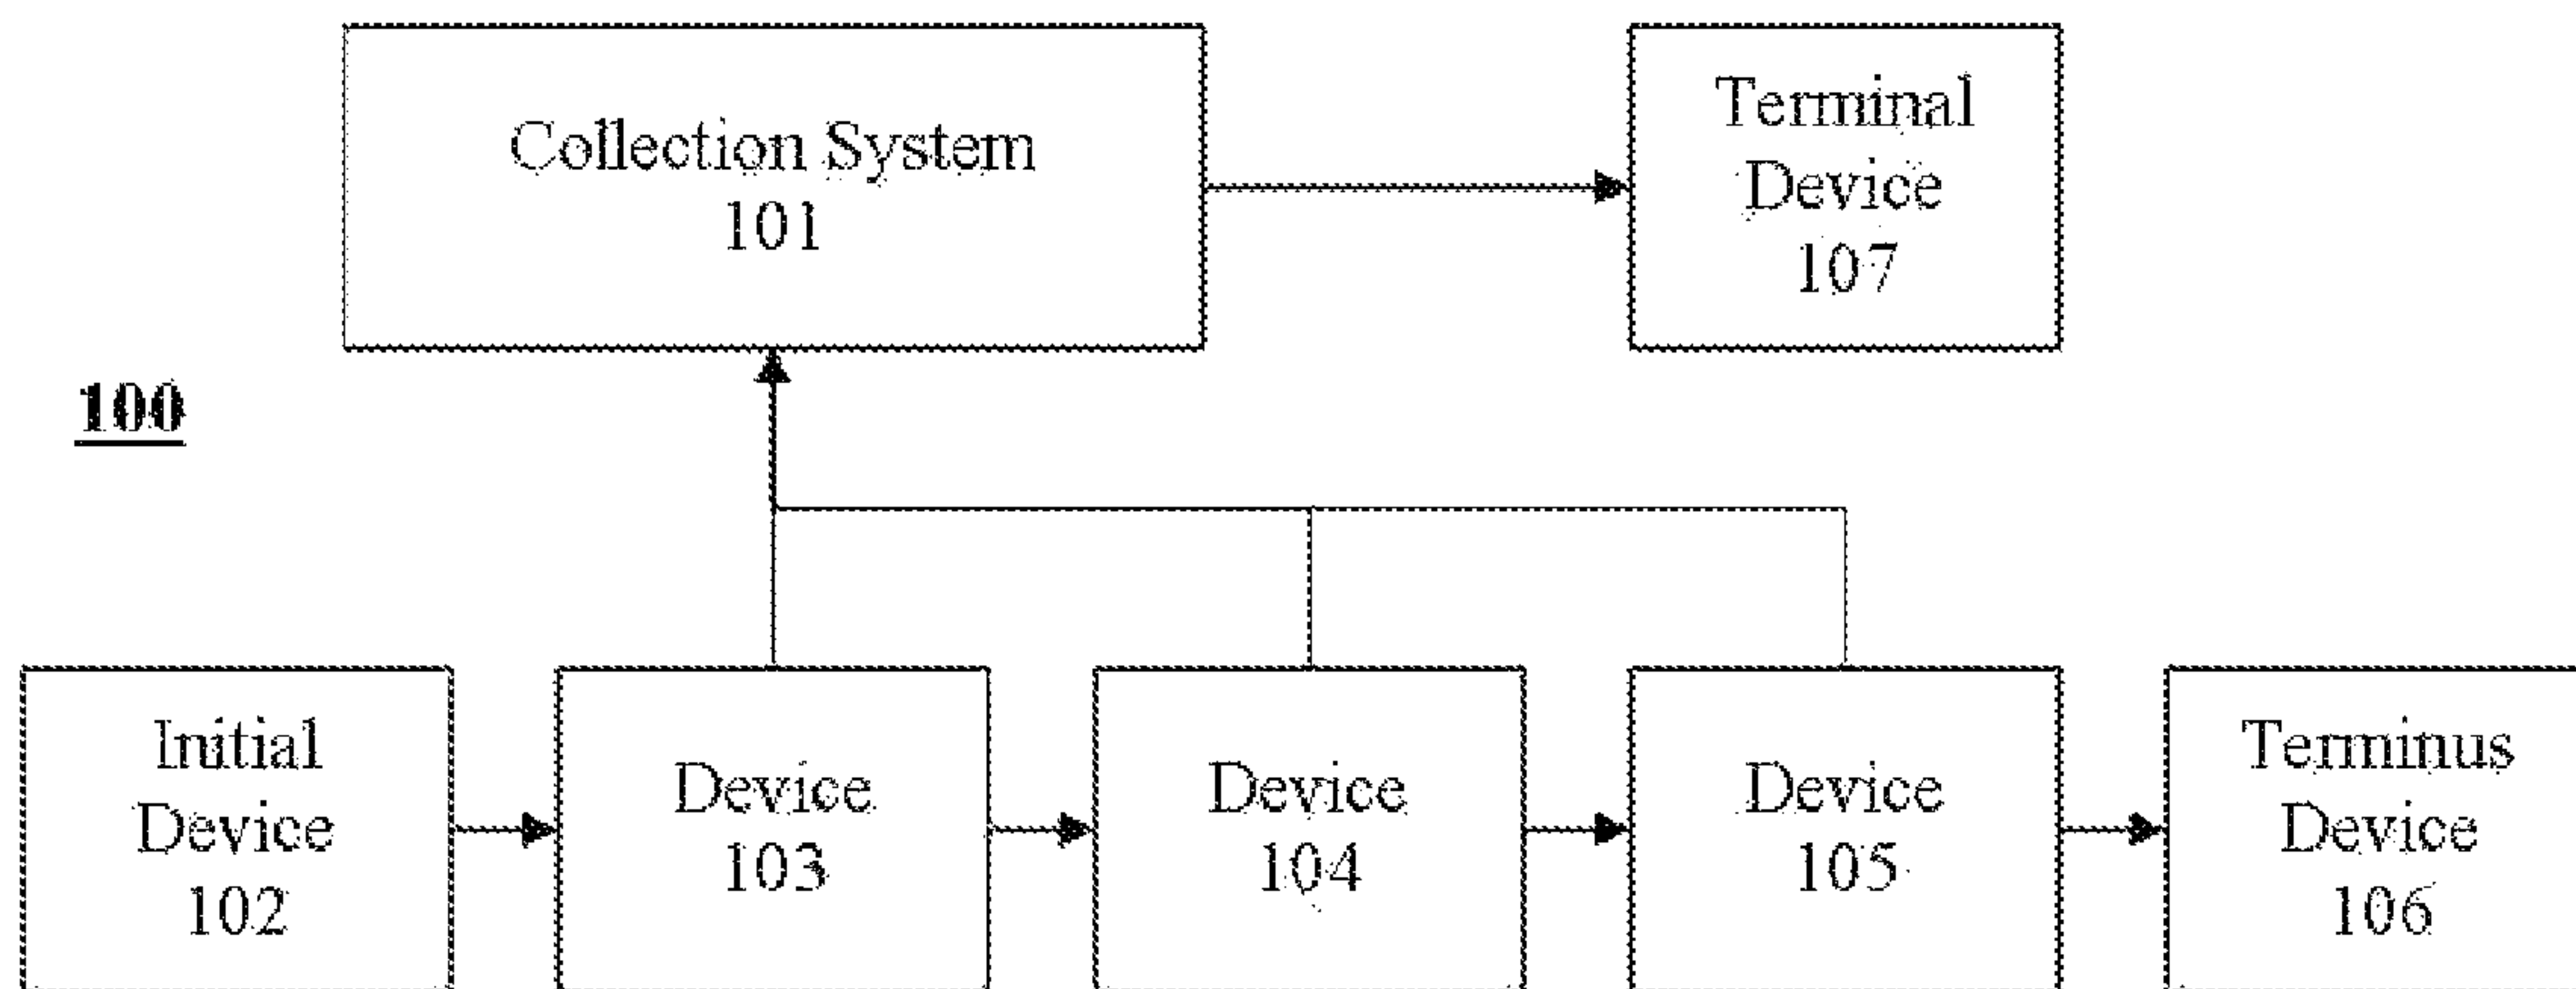 Collection System
101
Terminal
Device
107
100
Initial
Device
102
Device
103
Device
104
Device
105
Terminus
Device
106